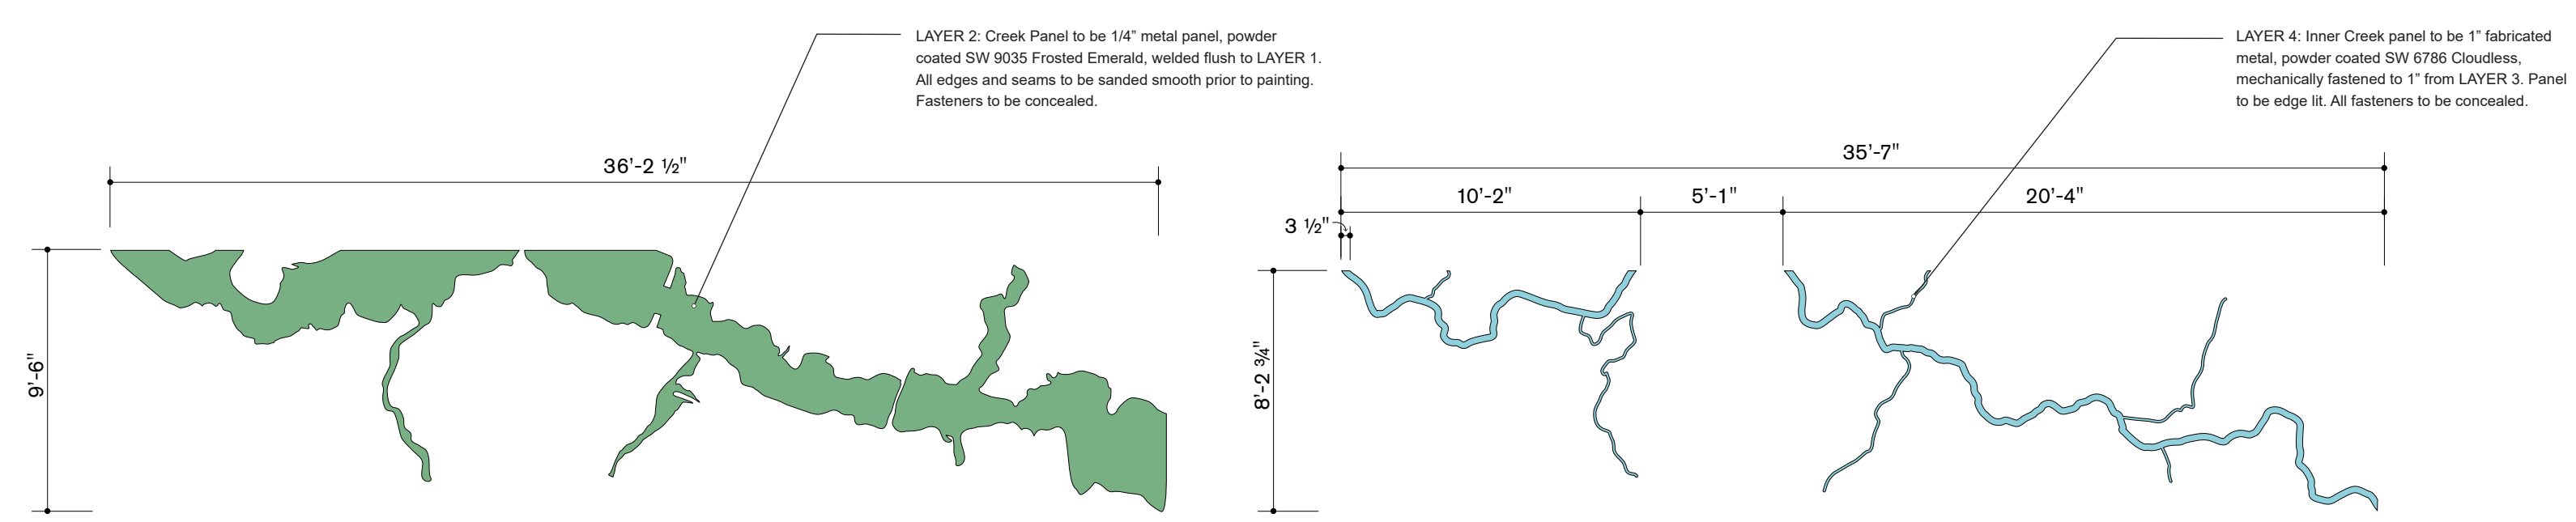 LAYER 2: Creek Panel to be 1/4” metal panel, powder
coated SW 9035 Frosted Emerald, welded flush to LAYER 1.
All edges and seams to be sanded smooth prior to painting.
Fasteners to be concealed.
36’-2 ½"
9’-6"
LAYER 4: Inner Creek panel to be 1” fabricated
metal, powder coated SW 6786 Cloudless,
mechanically fastened to 1” from LAYER 3. Panel
to be edge lit. All fasteners to be concealed.
35’-7"
10’-2"
5’-1"
20’-4"
3 ½"
8’-2 ¾"